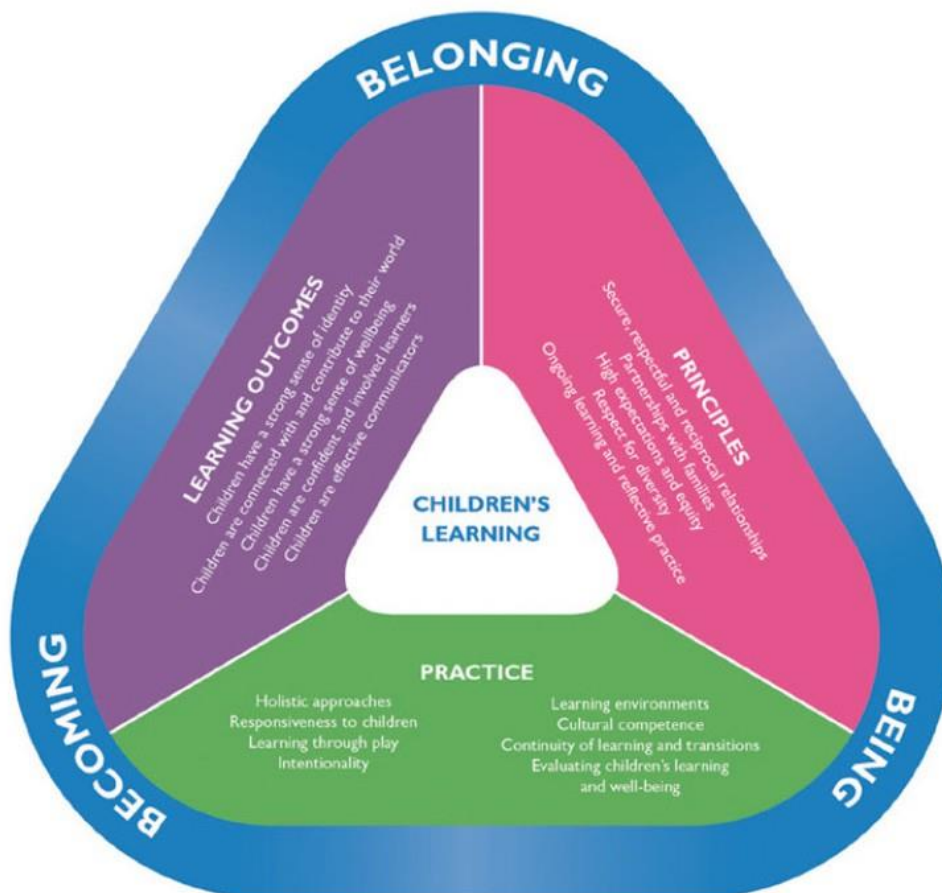 BELONGING
LEARNING OUTCOMES
Children have a strong sense of identity
Children are connected with and contribute to their world
Children have a strong sense of wellbeing
Children are confident and involved learners
Children are effective communicators
PRINCIPLES
Secure, respectful and reciprocal relationships
Partnerships with families
High expectations and equity
Respect for diversity
Ongoing learning and reflective practice
CHILDREN'S
LEARNING
PRACTICE
Holistic approaches
Responsiveness to children
Learning through play
Intentionality
Learning environments
Cultural competence
Continuity of learning and transitions
Evaluating children's learning
and well-being
BECOMING
BEING